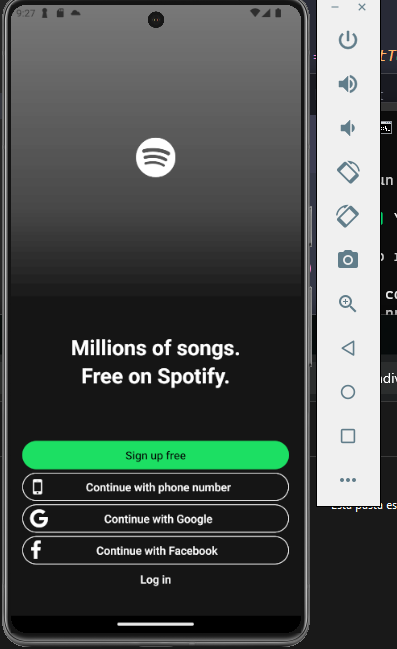 9:27
Millions of songs.
Free on Spotify.
Sign up free
Continue with phone number
Continue with Google
Continue with Facebook
Log in